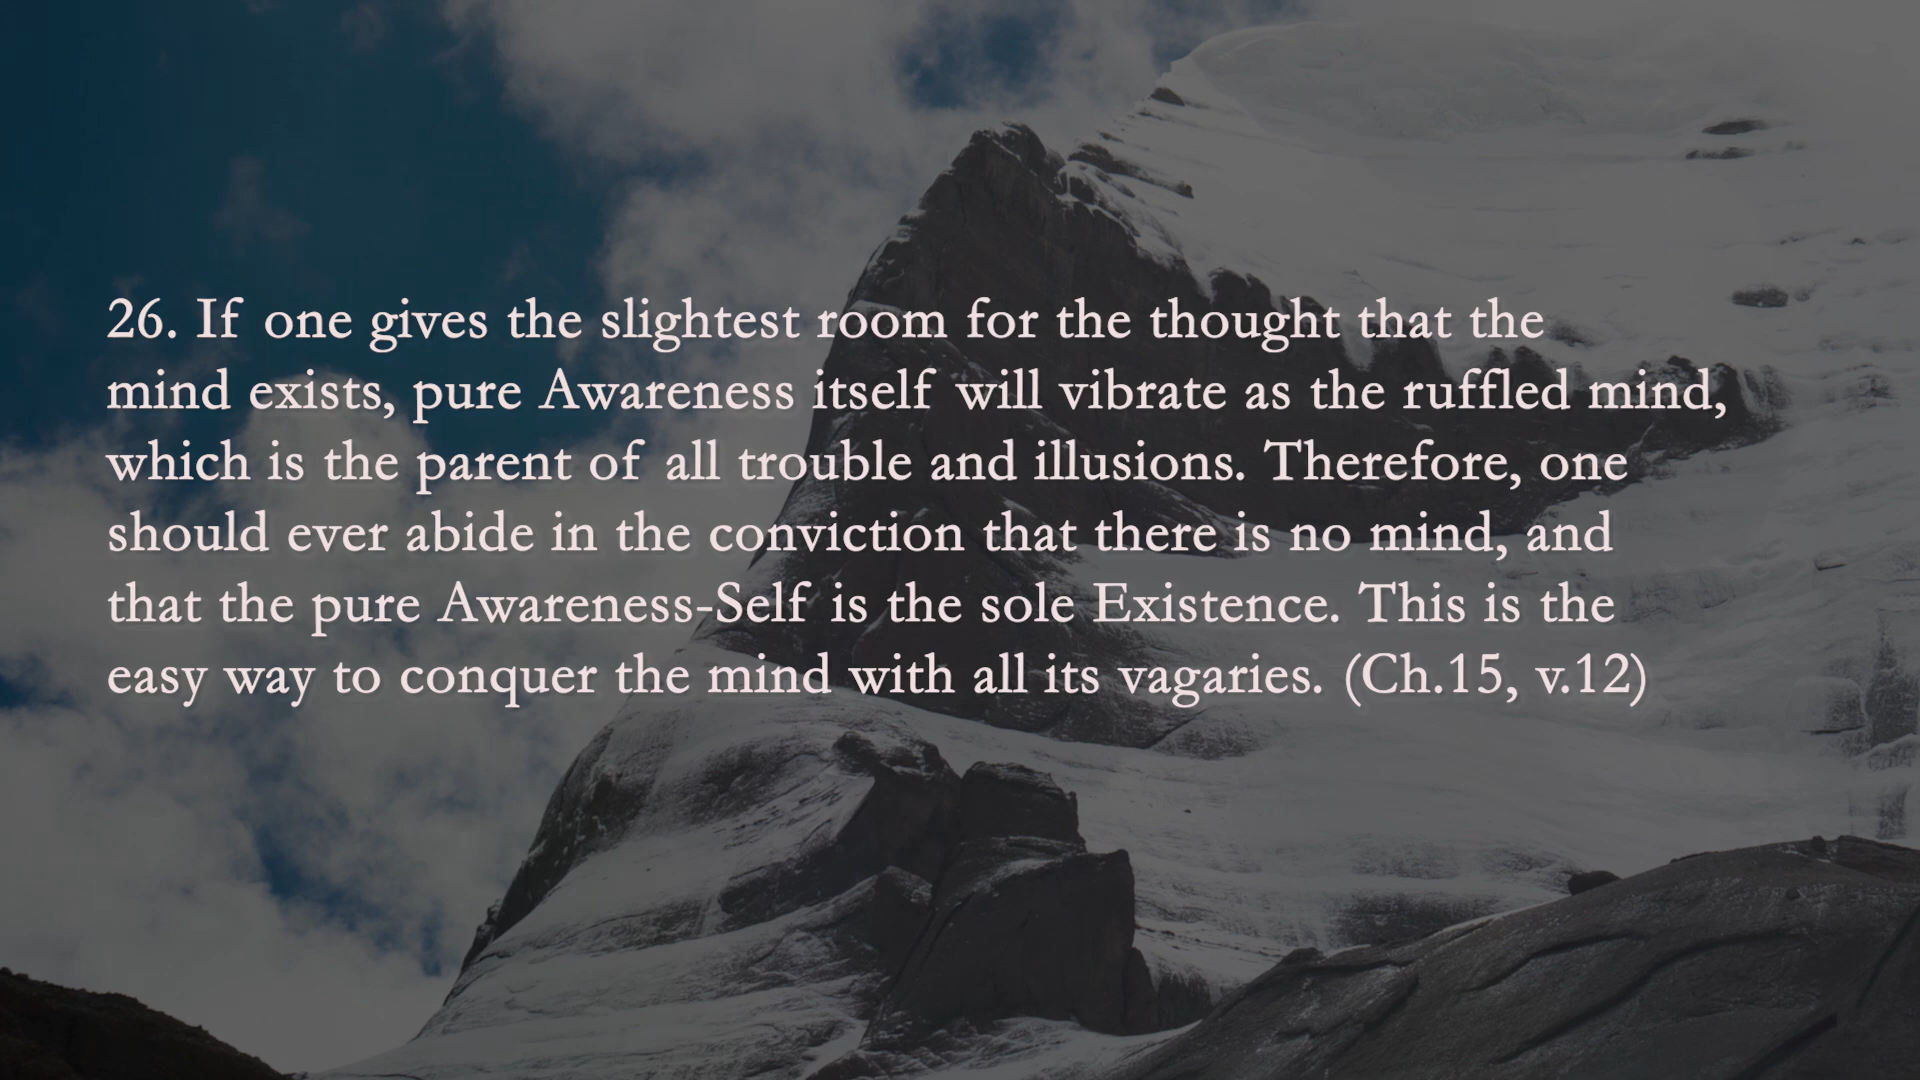 26. If one gives the slightest room for the thought that the
mind exists, pure Awareness itself will vibrate as the ruffled mind,
which is the parent of all trouble and illusions. Therefore, one
should ever abide in the conviction that there is no mind, and
that the pure Awareness-Self is the sole Existence. This is the
easy way to conquer the mind with all its vagaries. (Ch.15, v.12)